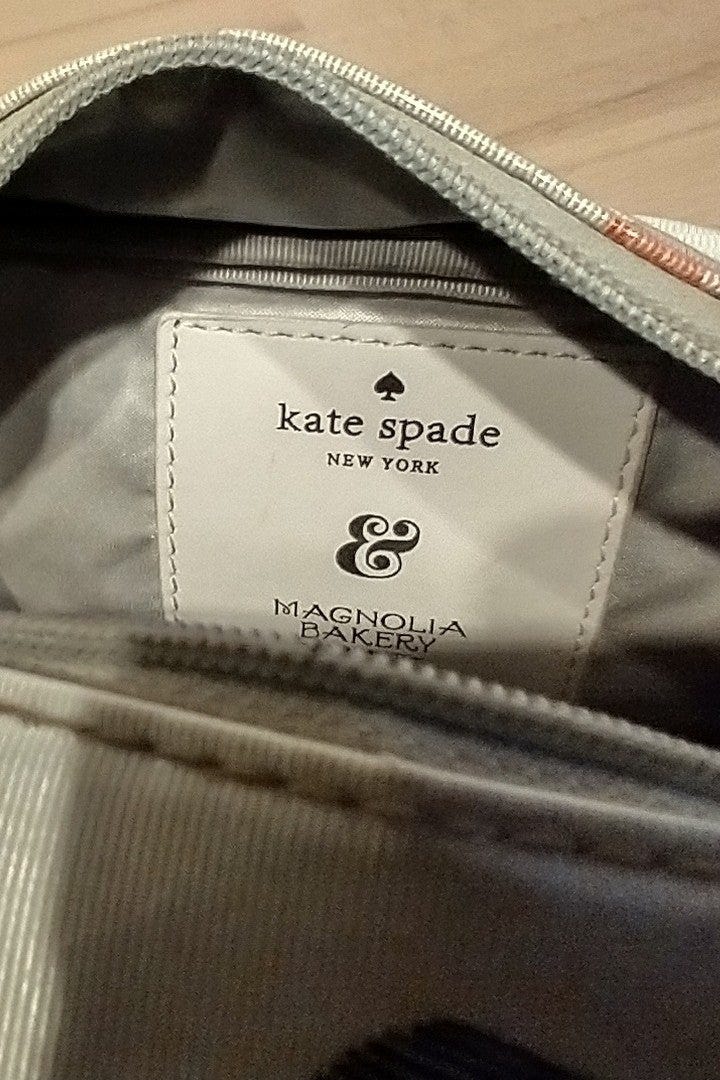 kate spade
NEW YORK
&
MAGNOLIA
BAKERY